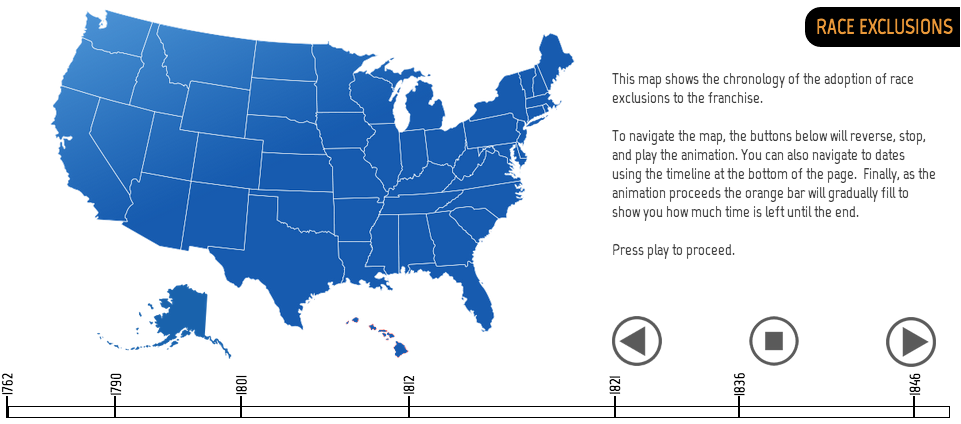 RACE EXCLUSIONS
This map shows the chronology of the adoption of race
exclusions to the franchise.
To navigate the map, the buttons below will reverse, stop,
and play the animation. You can also navigate to dates
using the timeline at the bottom of the page. Finally, as the
animation proceeds the orange bar will gradually fill to
show you how much time is left until the end.
Press play to proceed.
1762
1790
1801
1812
1821
1836
1846